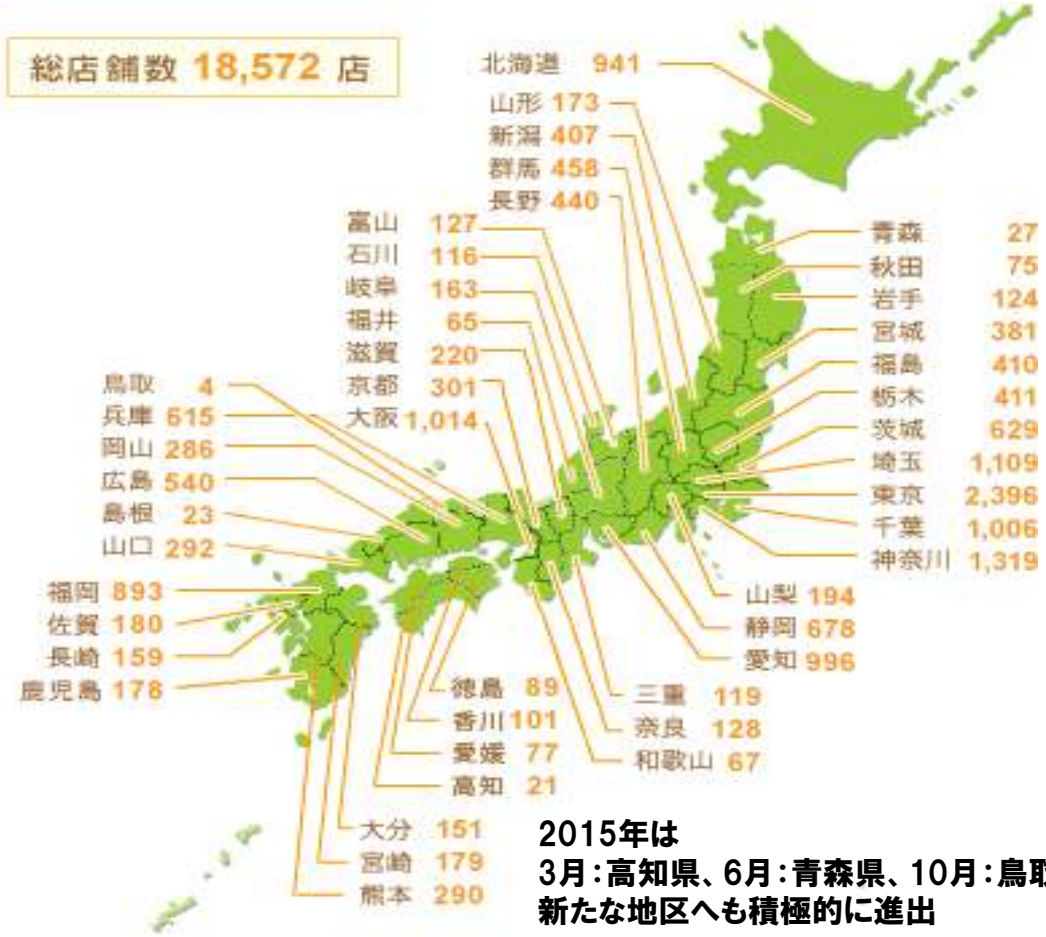 総店舗数 18,572 店
北海道 941
山形 173
新潟 407
群馬 458
長野 440
富山 127
石川 116
岐阜 163
福井 65
滋賀 220
京都 301
大阪 1,014
鳥取 4
兵庫 615
岡山 286
広島 540
島根 23
山口 292
福岡 893
佐賀 180
長崎 159
鹿児島 178
青森 27
秋田 75
岩手 124
宮城 381
福島 410
栃木 411
茨城 629
埼玉 1,109
東京 2,396
千葉 1,006
神奈川 1,319
山梨 194
静岡 678
愛知 996
三重 119
奈良 128
和歌山 67
徳島 89
香川 101
愛媛 77
高知 21
大分 151
宮崎 179
熊本 290
2015年は
3月：高知県、6月：青森県、10月：鳥取
新たな地区へも積極的に進出